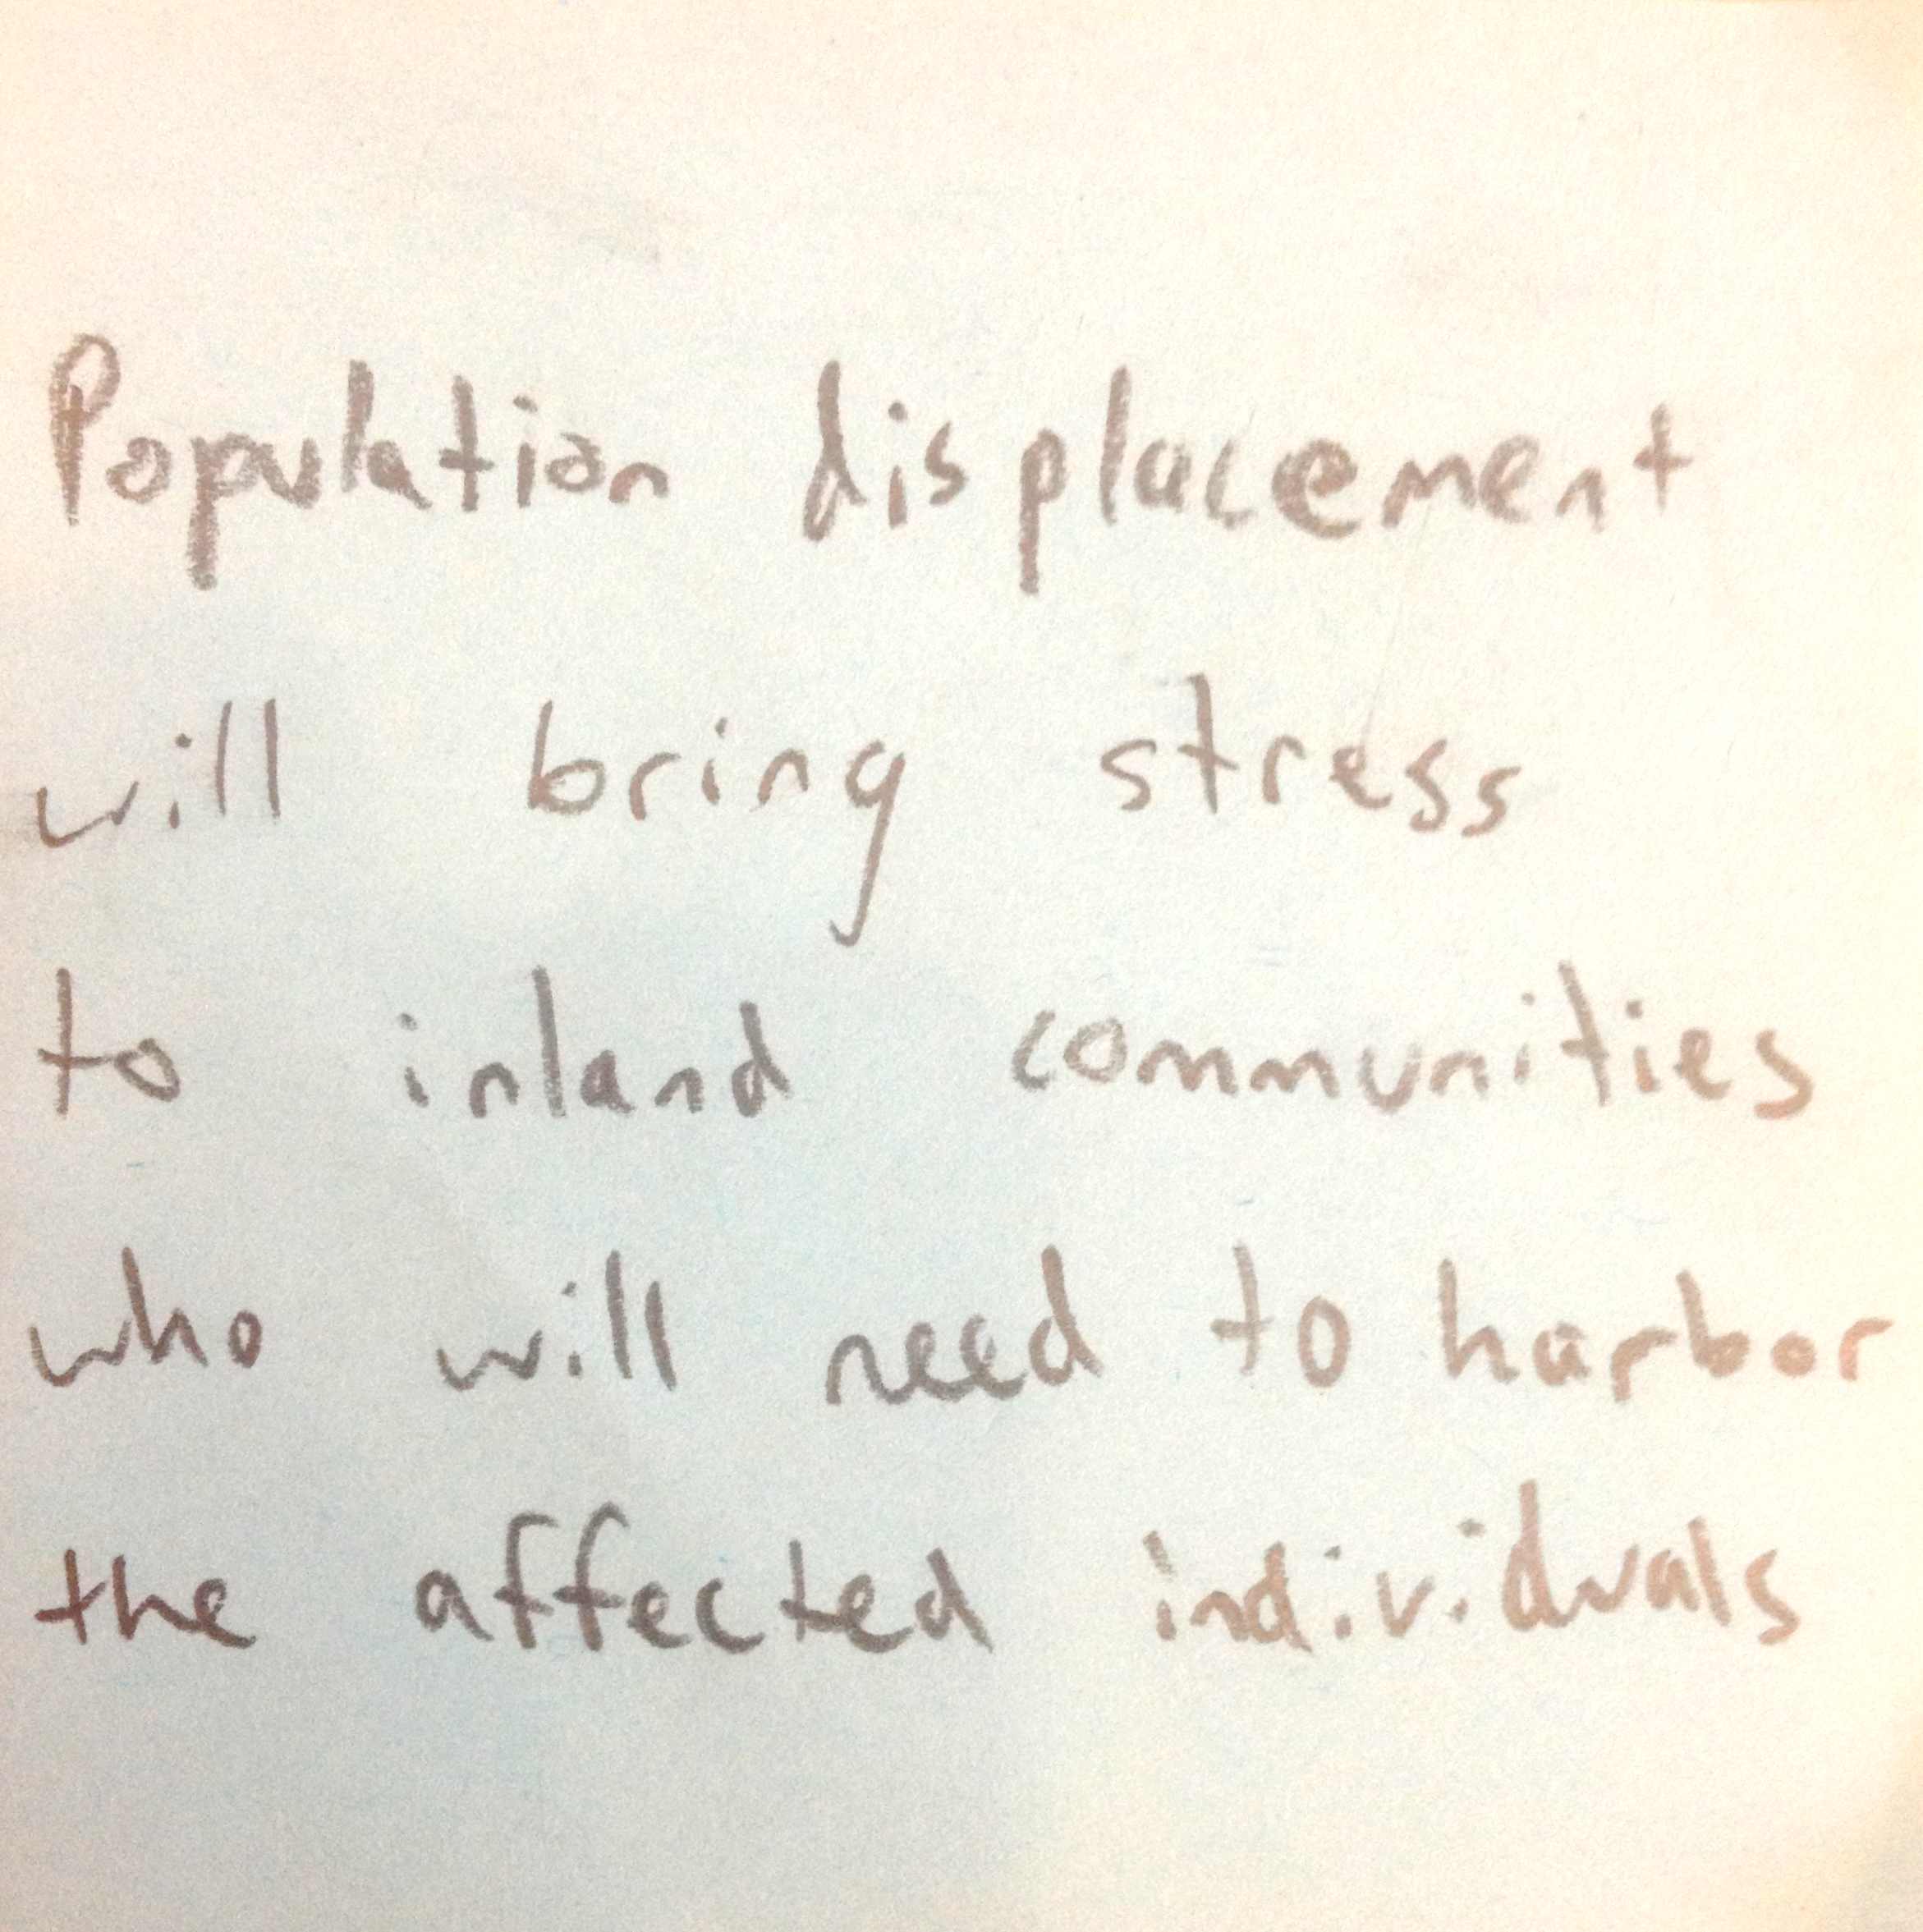 Population displacement
will bring stress
to inland communities
who will need to harbor
the affected individuals